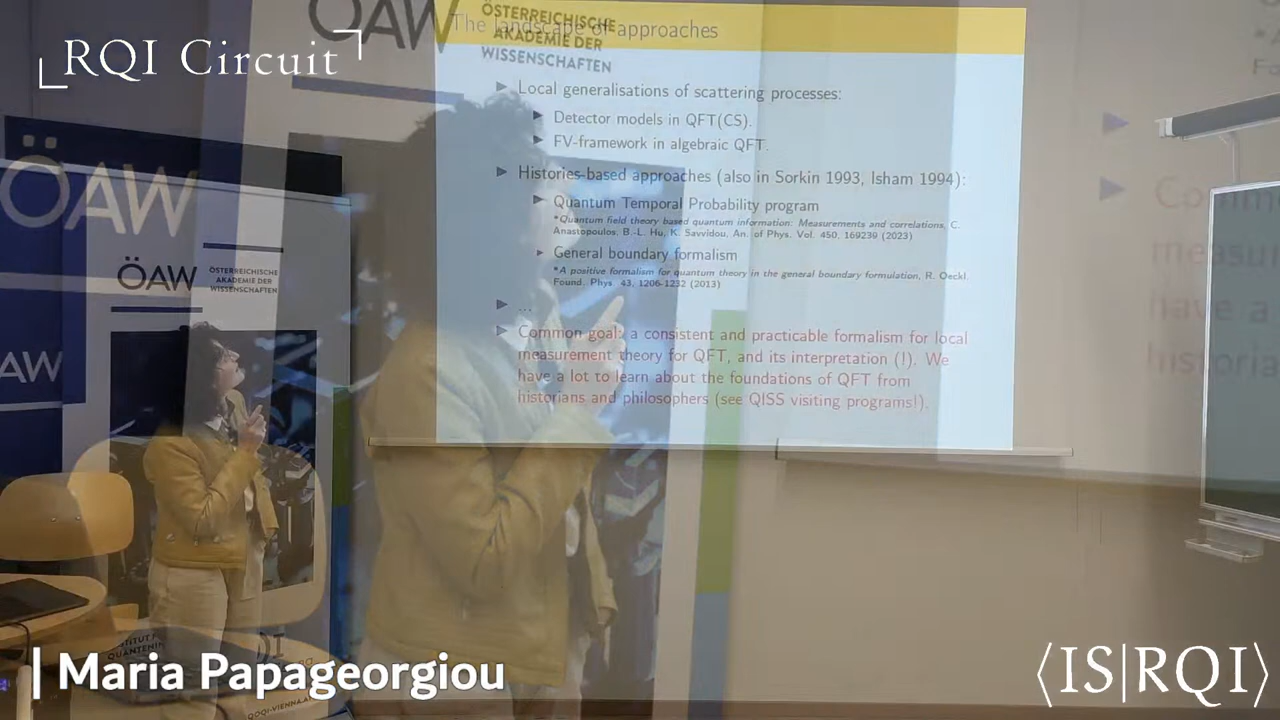 RQI Circuit
ÖAW
ÖSTERREICHISCHE
AKADEMIE DER
WISSENSCHAFTEN
The landscape of approaches
Local generalisations of scattering processes:
Detector models in QFT(CS).
FV-framework in algebraic QFT.
Histories-based approaches (also in Sorkin 1993, Isham 1994):
Quantum Temporal Probability program
*Quantum field theory based quantum information: Measurements and correlations, C.
Anastopoulos, B.-L. Hu, K. Savvidou, An. of Phys. Vol. 450, 169239 (2023)
General boundary formalism
*A positive formalism for quantum theory in the general boundary formulation, R. Oeckl,
Found. Phys. 43, 1206-1232 (2013)
...
Common goal: a consistent and practicable formalism for local
measurement theory for QFT, and its interpretation (!). We
have a lot to learn about the foundations of QFT from
historians and philosophers (see QISS visiting programs!).
ÖAW
ÖAW
ÖSTERREICHISCHE
AKADEMIE DER
WISSENSCHAFTEN
AW
measur
have a
historia
Maria Papageorgiou
⟨IS|RQI⟩